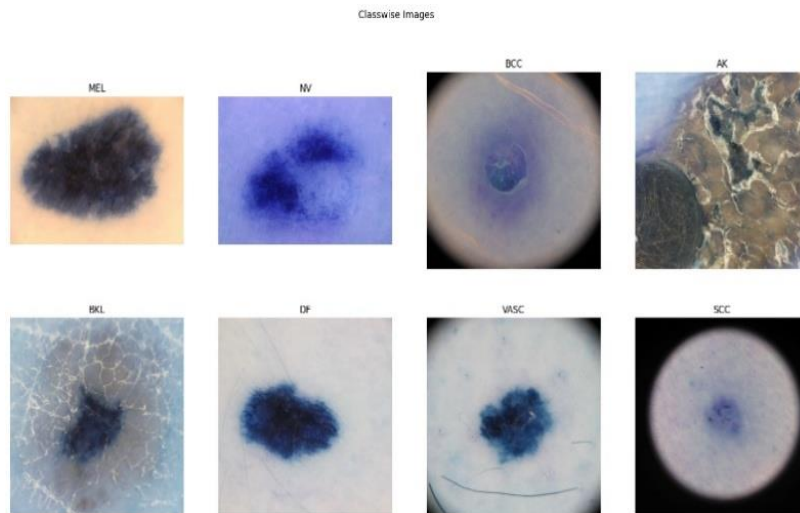 Classwise Images
BCC
AK
MEL
NV
BKL
DF
VASC
SCC